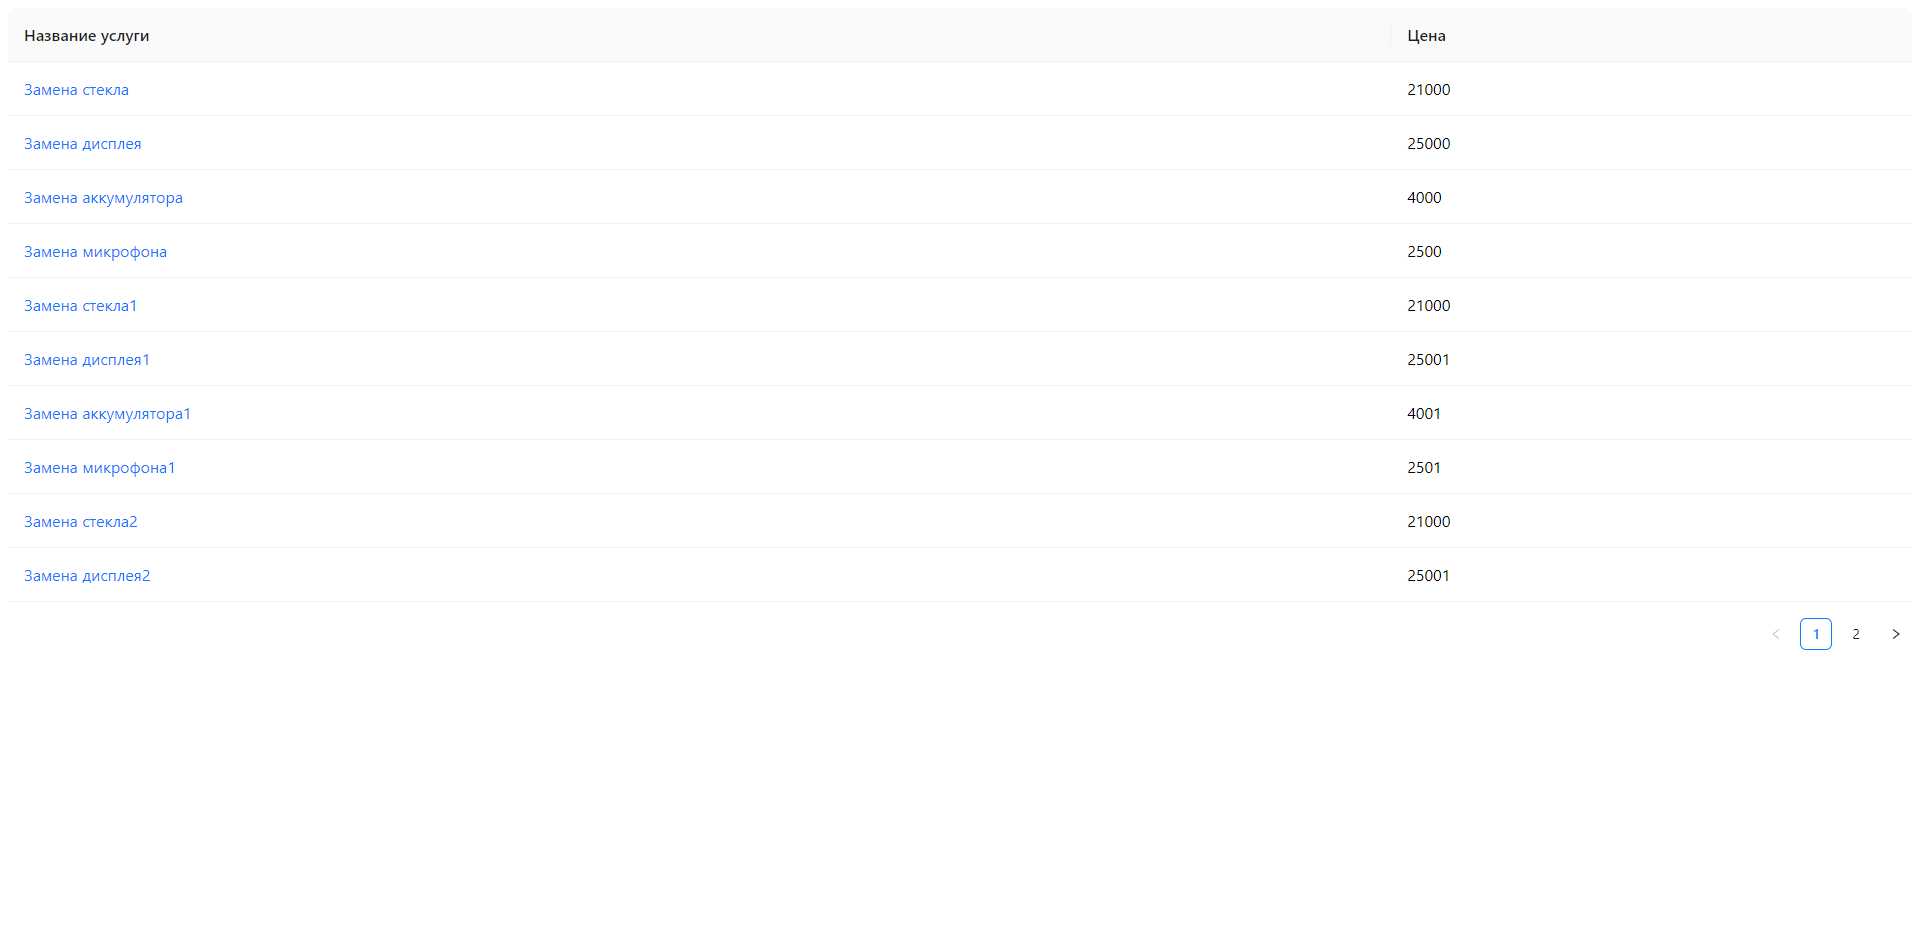 Название услуги Цена
Замена стекла 21000
Замена дисплея 25000
Замена аккумулятора 4000
Замена микрофона 2500
Замена стекла1 21000
Замена дисплея1 25001
Замена аккумулятора1 4001
Замена микрофона1 2501
Замена стекла2 21000
Замена дисплея2 25001
1 2